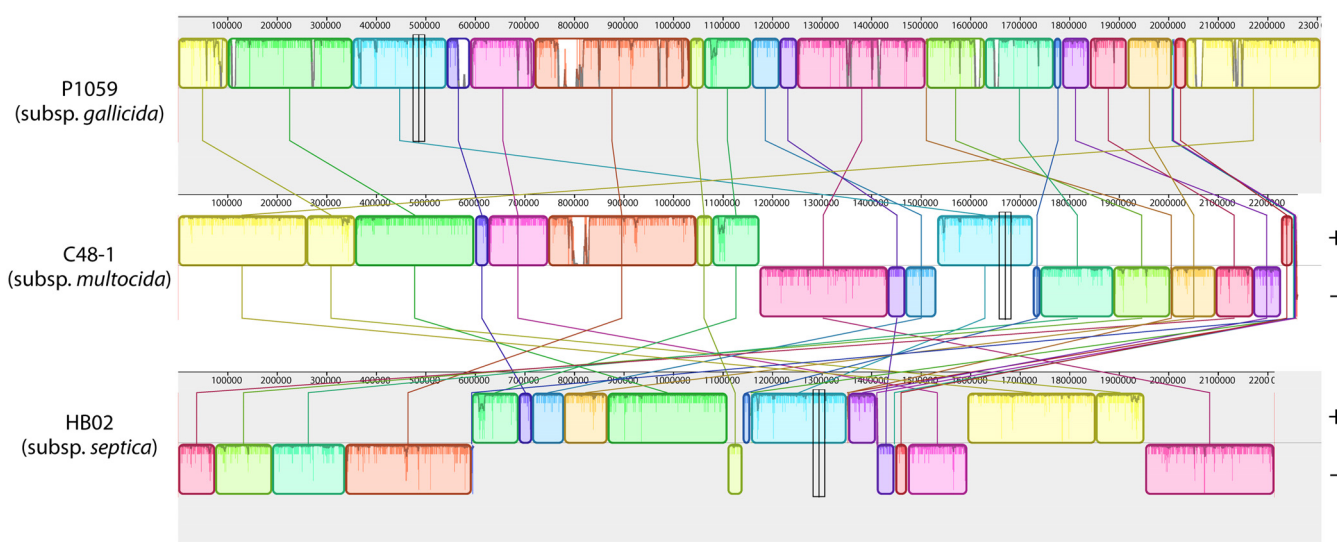 100000 200000 300000 400000 500000 600000 700000 800000 900000 1000000 1100000 1200000 1300000 1400000 1500000 1600000 1700000 1800000 1900000 2000000 2100000 2200000 2300
P1059
(subsp. gallicida)
100000 200000 300000 400000 500000 600000 700000 800000 900000 1000000 1100000 1200000 1300000 1400000 1500000 1600000 1700000 1800000 1900000 2000000 2100000 2200000
C48-1
(subsp. multocida)
+
-
100000 200000 300000 400000 500000 600000 700000 800000 900000 1000000 1100000 1200000 1300000 1400000 1500000 1600000 1700000 1800000 1900000 2000000 2100000 2200
HB02
(subsp. septica)
+
-